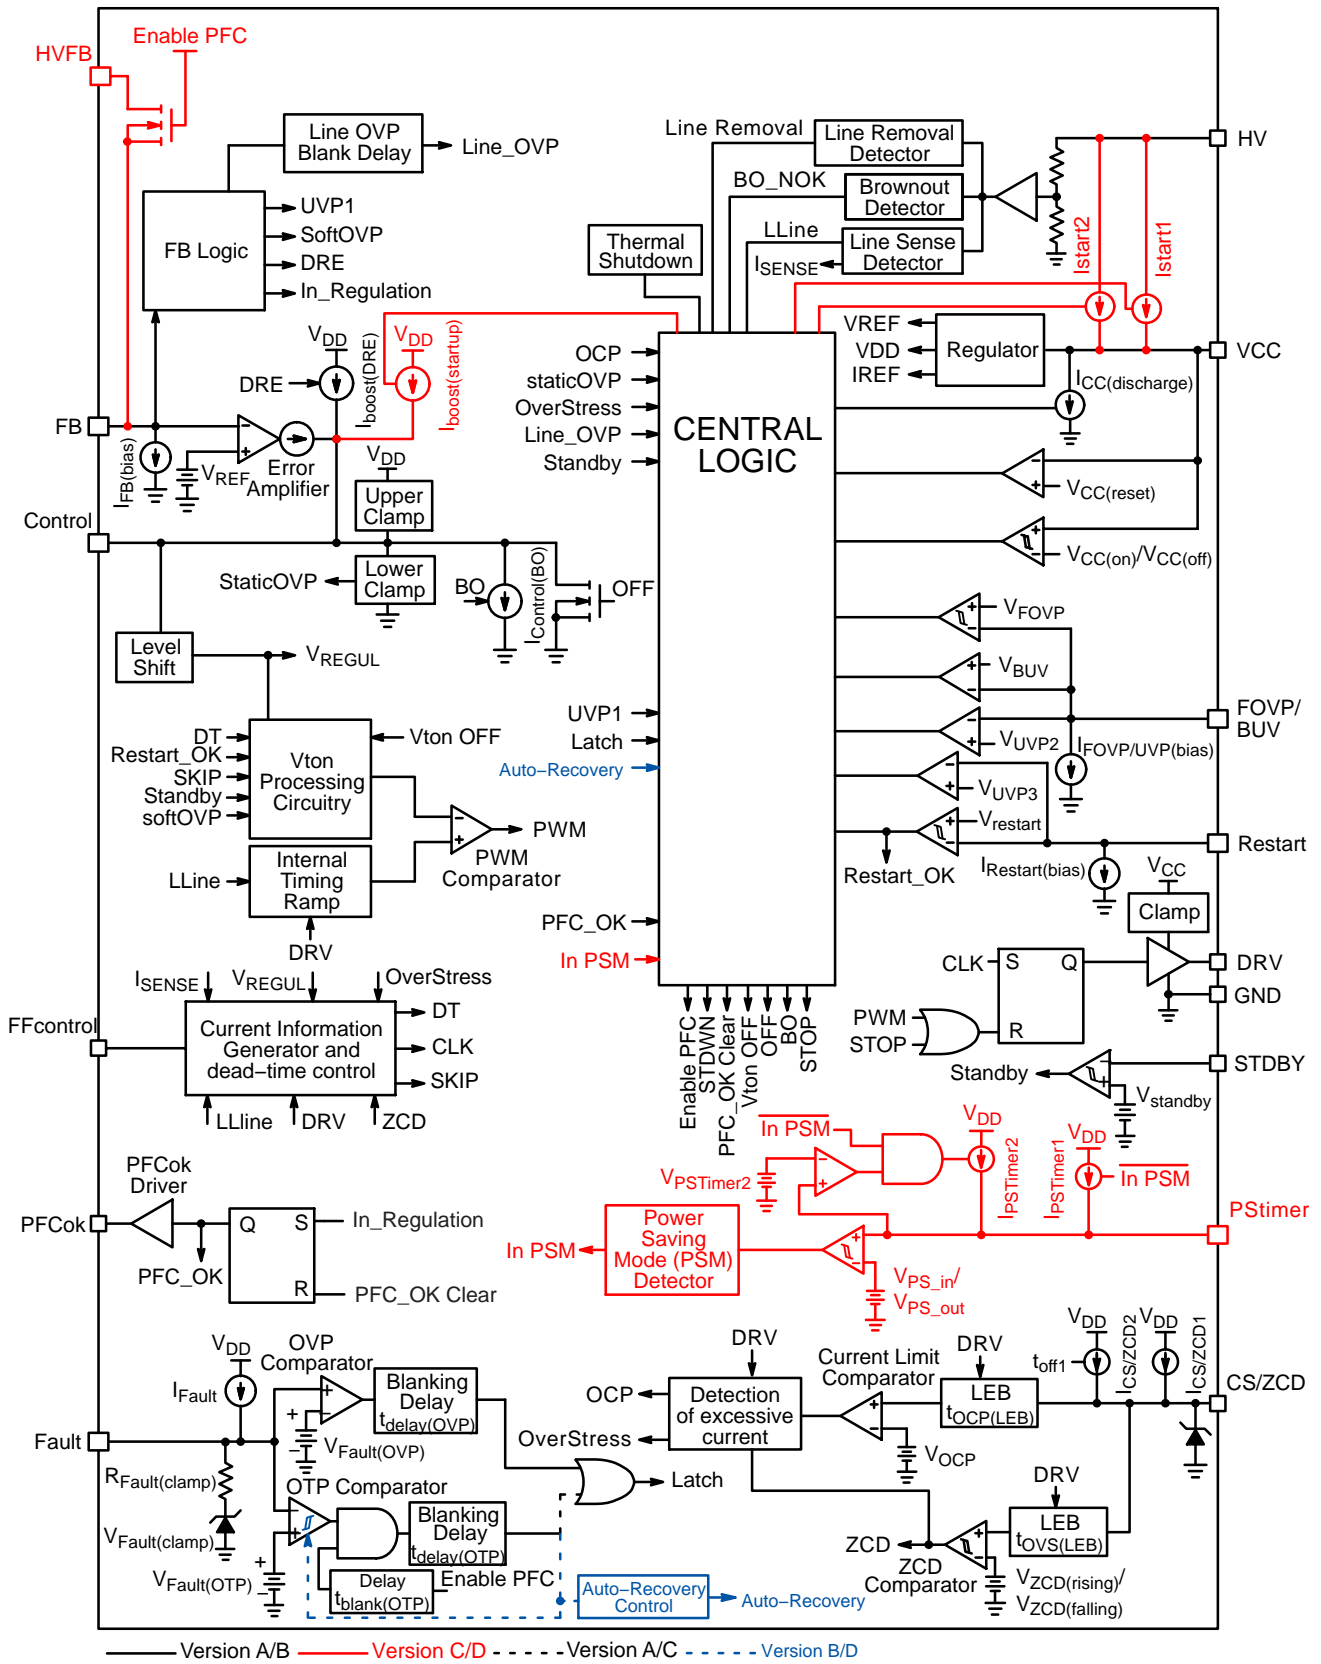 Enable PFC
HVFB
Line OVP
Blank Delay
Line_OVP
UVP1
SoftOVP
FB Logic
DRE
In_Regulation
Line Removal
Line Removal
Detector
BO_NOK
Brownout
Detector
LLine
Line Sense
Detector
ISENSE
Thermal
Shutdown
HV
Istart2
Istart1
VREF
VDD
IREF
Regulator
VCC
ICC(discharge)
VDD
DRE
Iboost(DRE)
VDD
Iboost(startup)
FB
IFB(bias)
VREF
Error
Amplifier
OCP
staticOVP
OverStress
Line_OVP
Standby
CENTRAL
LOGIC
VCC(reset)
VCC(on)/VCC(off)
VDD
Upper
Clamp
Control
StaticOVP
Lower
Clamp
BO
IControl(BO)
OFF
VFOVP
VBUV
VUVP2
FOVP/
BUV
IFOVP/UVP(bias)
VUVP3
Vrestart
Restart
IRestart(bias)
Restart_OK
Level
Shift
VREGUL
DT
Restart_OK
SKIP
Standby
softOVP
Vton
Processing
Circuitry
Vton OFF
PWM
PWM
Comparator
UVP1
Latch
Auto−Recovery
LLine
Internal
Timing
Ramp
DRV
PFC_OK
In PSM
VCC
Clamp
CLK
S
Q
R
PWM
STOP
DRV
GND
ISENSE
VREGUL
OverStress
FFcontrol
Current Information
Generator and
dead−time control
DT
CLK
SKIP
LLline
DRV
ZCD
Enable PFC
STDWN
PFC_OK Clear
Vton OFF
OFF
BO
STOP
Standby
STDBY
Vstandby
In PSM
VDD
VPSTimer2
IPSTimer2
VDD
IPSTimer1
In PSM
PStimer
PFCok
Driver
PFCok
PFC_OK
Q
S
R
In_Regulation
PFC_OK Clear
In PSM
Power
Saving
Mode (PSM)
Detector
VPS_in/
VPS_out
VDD
IFault
OVP
Comparator
Blanking
Delay
tdelay(OVP)
VFault(OVP)
Fault
RFault(clamp)
VFault(clamp)
VFault(OTP)
OTP Comparator
Blanking
Delay
tdelay(OTP)
Delay
tblank(OTP)
Enable PFC
Latch
Auto−Recovery
Control
Auto−Recovery
DRV
OCP
OverStress
Detection
of excessive
current
Current Limit
Comparator
VOCP
DRV
LEB
tOCP(LEB)
VDD
toff1
ICS/ZCD2
VDD
ICS/ZCD1
CS/ZCD
DRV
LEB
tOVS(LEB)
ZCD
ZCD
Comparator
VZCD(rising)/
VZCD(falling)
Version A/B
Version C/D
Version A/C
Version B/D